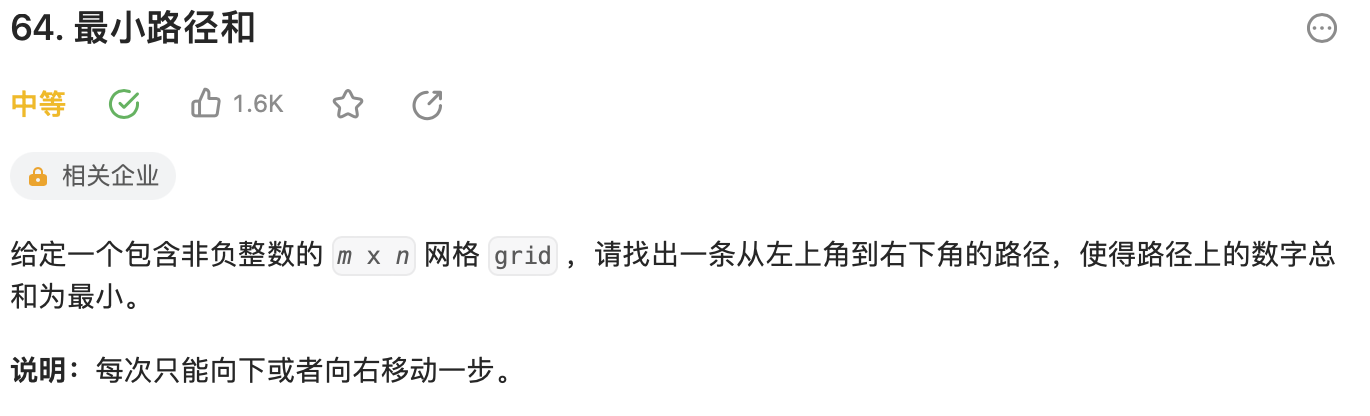 64. 最小路径和
中等 1.6K
相关企业
给定一个包含非负整数的 m x n 网格 grid ，请找出一条从左上角到右下角的路径，使得路径上的数字总
和为最小。
说明：每次只能向下或者向右移动一步。